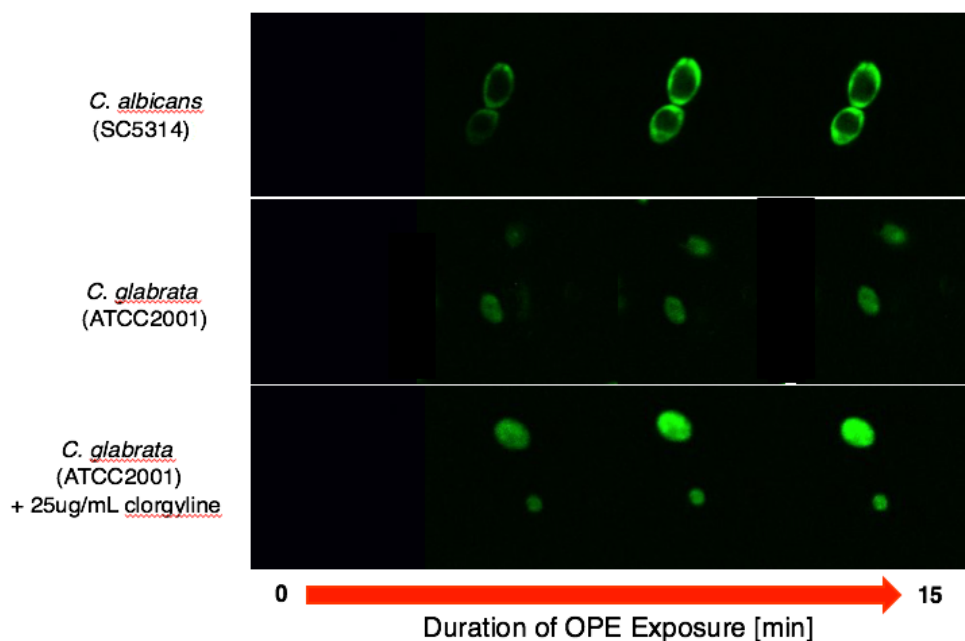 C. albicans
(SC5314)
C. glabrata
(ATCC2001)
C. glabrata
(ATCC2001)
+ 25ug/mL clorgyline
0 15
Duration of OPE Exposure [min]